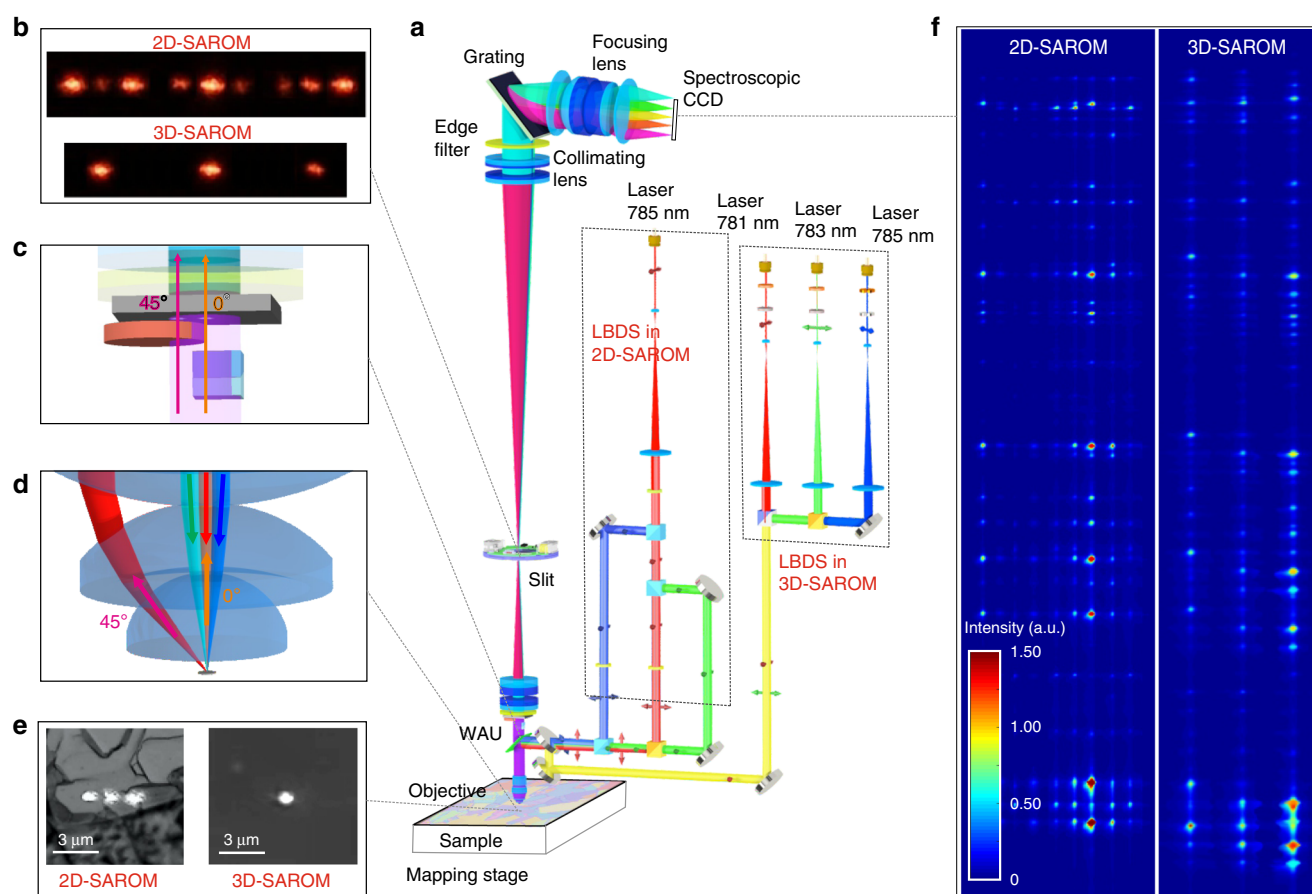 b
2D-SAROM
3D-SAROM
a
Grating
Focusing
lens
Spectroscopic
CCD
Edge
filter
Collimating
lens
Laser
785 nm
Laser
781 nm
Laser
783 nm
Laser
785 nm
LBDS in
2D-SAROM
LBDS in
3D-SAROM
Slit
WAU
Objective
Sample
Mapping stage
c
45°
0°
d
45°
0°
e
3 μm
3 μm
2D-SAROM
3D-SAROM
f
2D-SAROM
3D-SAROM
Intensity (a.u.)
1.50
1.00
0.50
0